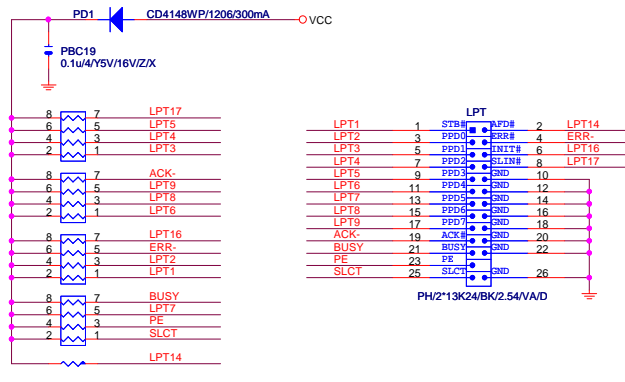 PD1 CD4148WP/1206/300mA VCC
PBC19
0.1u/4/Y5V/16V/Z/X
8 7 LPT17
6 5 LPT5
4 3 LPT4
2 1 LPT3
8 7 ACK-
6 5 LPT9
4 3 LPT8
2 1 LPT6
8 7 LPT16
6 5 ERR-
4 3 LPT2
2 1 LPT1
8 7 BUSY
6 5 LPT7
4 3 PE
2 1 SLCT
LPT14
LPT
LPT1 1 STB# AFD# 2 LPT14
LPT2 3 PPD0 ERR# 4 ERR-
LPT3 5 PPD1 INIT# 6 LPT16
LPT4 7 PPD2 SLIN# 8 LPT17
LPT5 9 PPD3 GND 10
LPT6 11 PPD4 GND 12
LPT7 13 PPD5 GND 14
LPT8 15 PPD6 GND 16
LPT9 17 PPD7 GND 18
ACK- 19 ACK# GND 20
BUSY 21 BUSY GND 22
PE 23 PE
SLCT 25 SLCT GND 26
PH/2*13K24/BK/2.54/VA/D